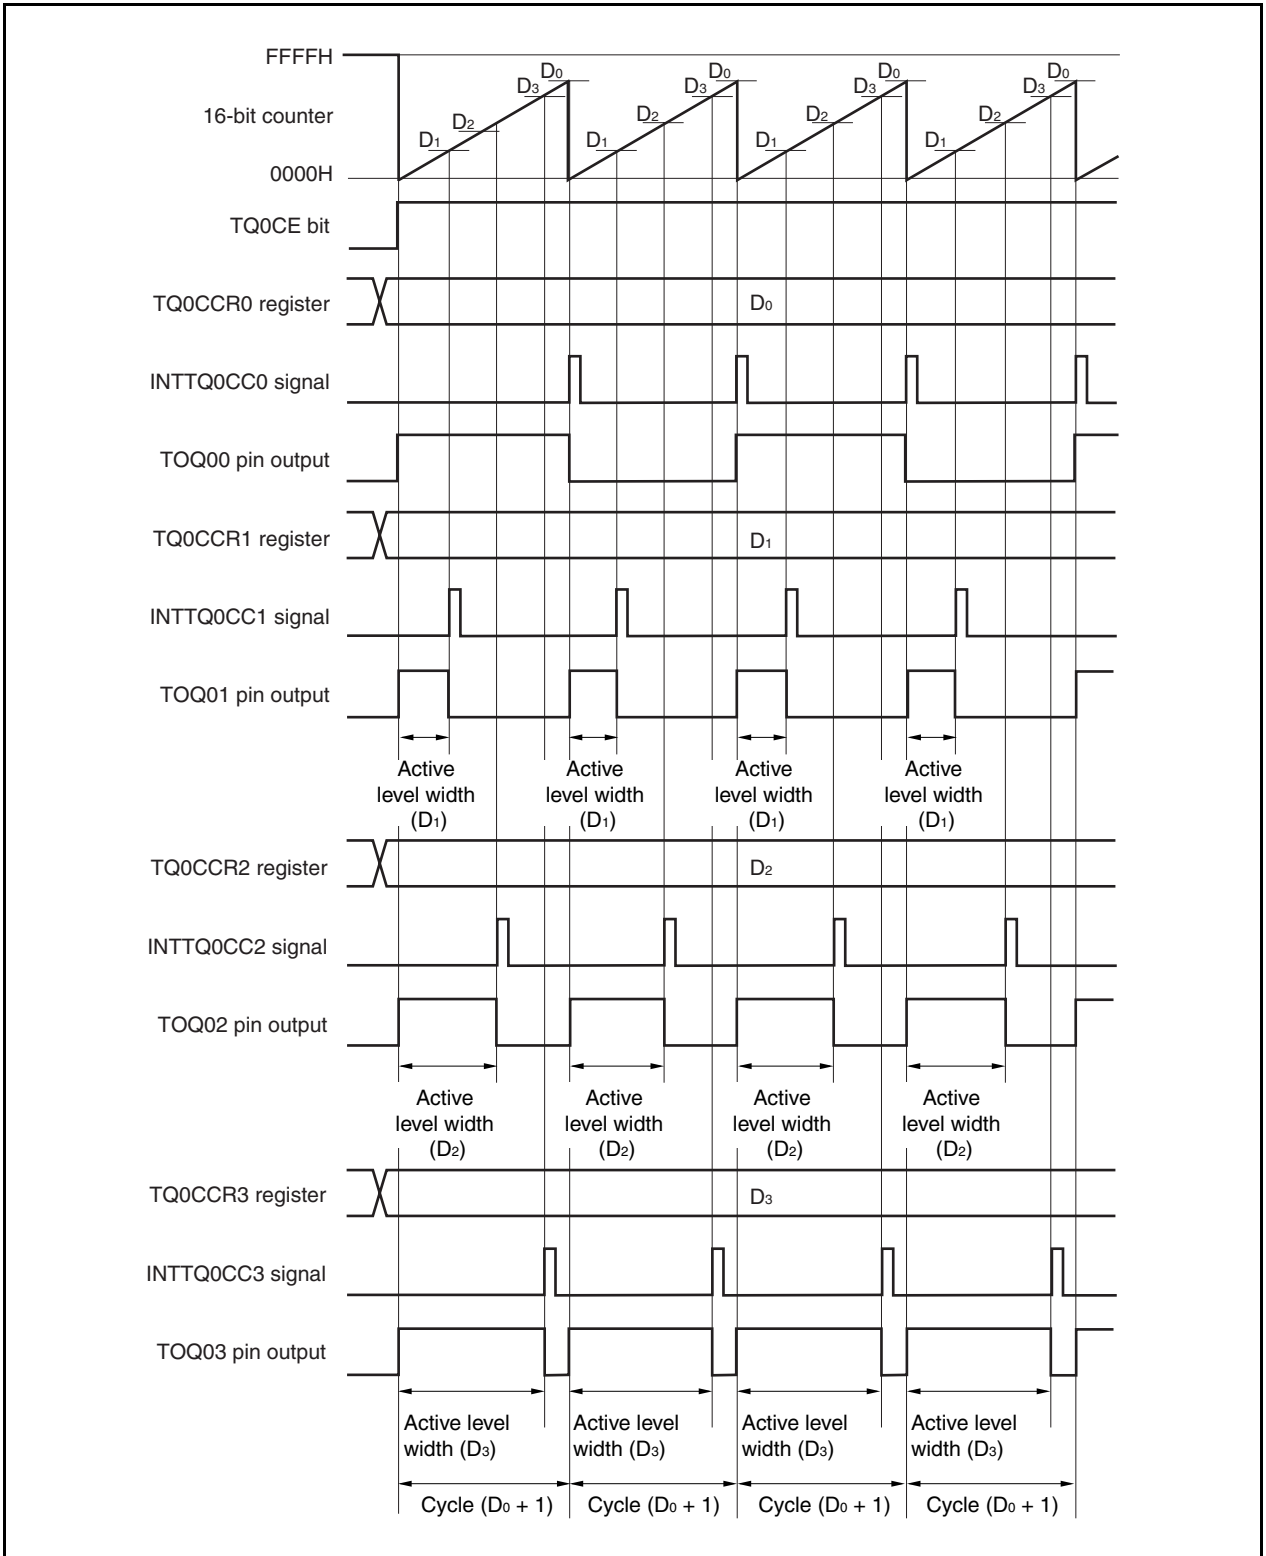 FFFFH
D0 D0 D0 D0
D3 D3 D3 D3
16-bit counter
D2 D2 D2 D2
D1 D1 D1 D1
0000H
TQ0CE bit
TQ0CCR0 register
D0
INTTQ0CC0 signal
TOQ00 pin output
TQ0CCR1 register
D1
INTTQ0CC1 signal
TOQ01 pin output
Active level width (D1)
Active level width (D1)
Active level width (D1)
Active level width (D1)
TQ0CCR2 register
D2
INTTQ0CC2 signal
TOQ02 pin output
Active level width (D2)
Active level width (D2)
Active level width (D2)
Active level width (D2)
TQ0CCR3 register
D3
INTTQ0CC3 signal
TOQ03 pin output
Active level width (D3)
Active level width (D3)
Active level width (D3)
Active level width (D3)
Cycle (D0 + 1)
Cycle (D0 + 1)
Cycle (D0 + 1)
Cycle (D0 + 1)